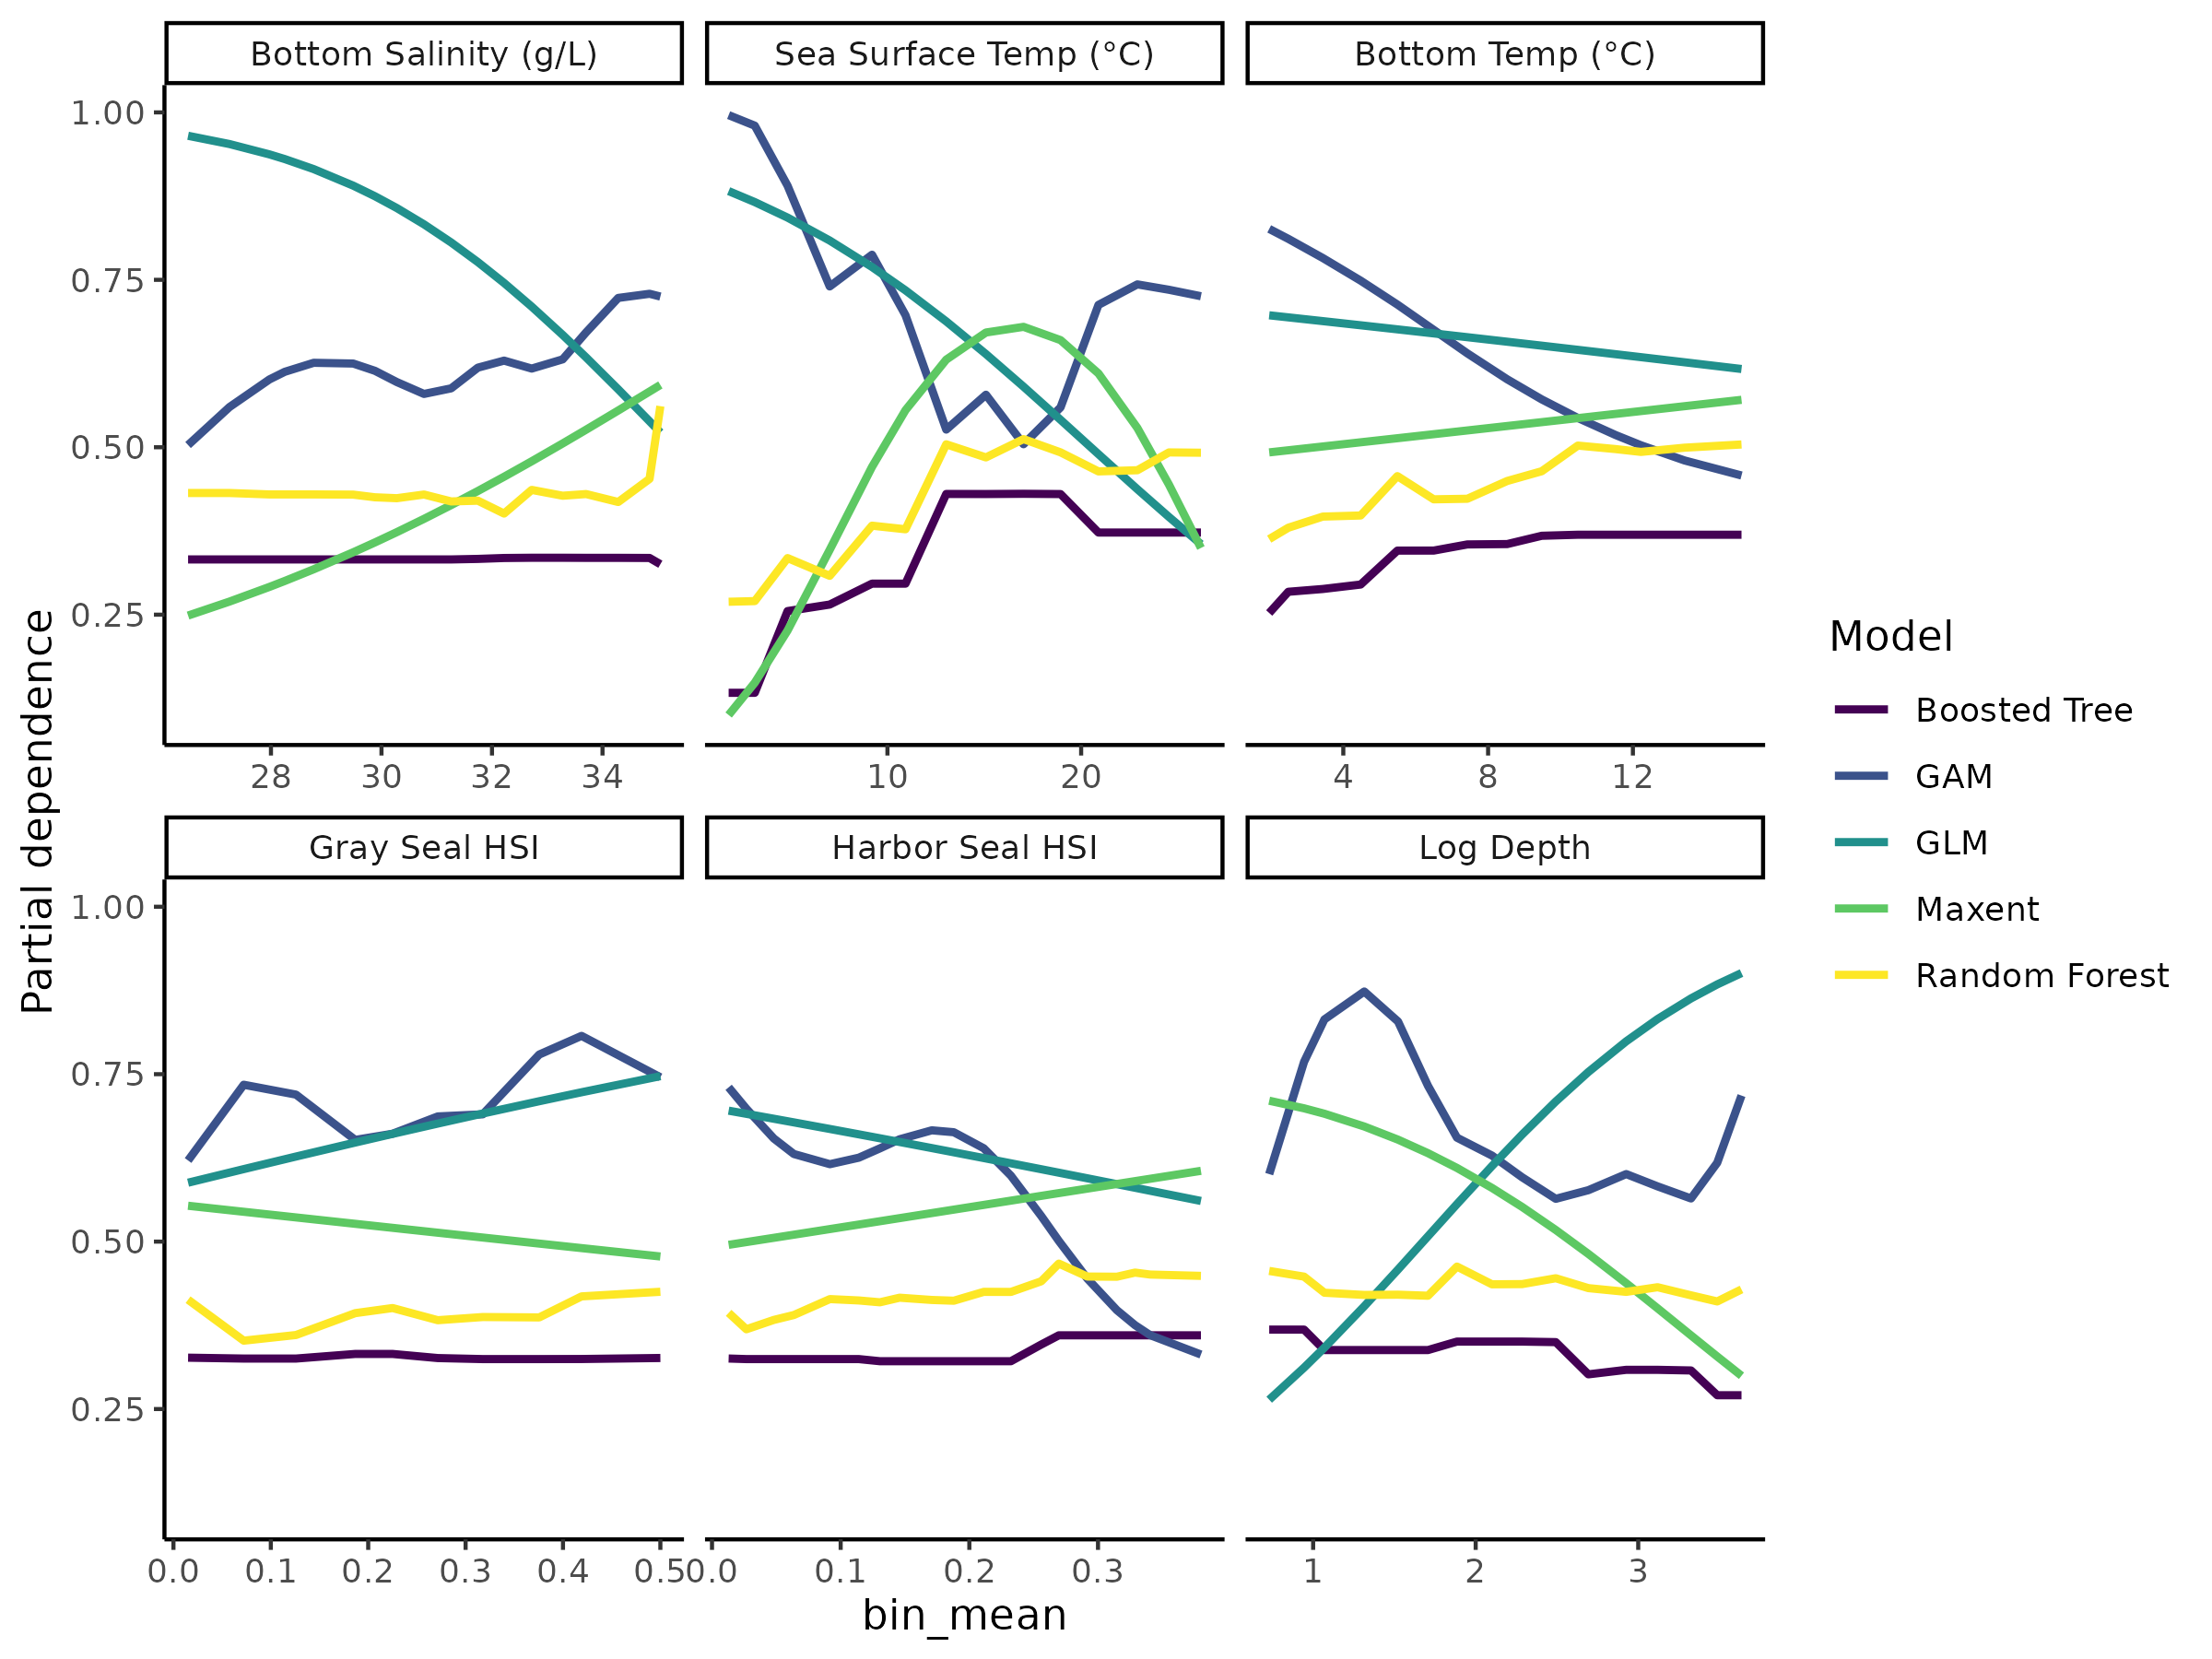 Bottom Salinity (g/L)
Sea Surface Temp (°C)
Bottom Temp (°C)
1.00
0.75
0.50
0.25
28 30 32 34
10 20
4 8 12
Gray Seal HSI
Harbor Seal HSI
Log Depth
1.00
0.75
0.50
0.25
0.0 0.1 0.2 0.3 0.4 0.5
0.0 0.1 0.2 0.3
1 2 3
bin_mean
Partial dependence
Model
Boosted Tree
GAM
GLM
Maxent
Random Forest